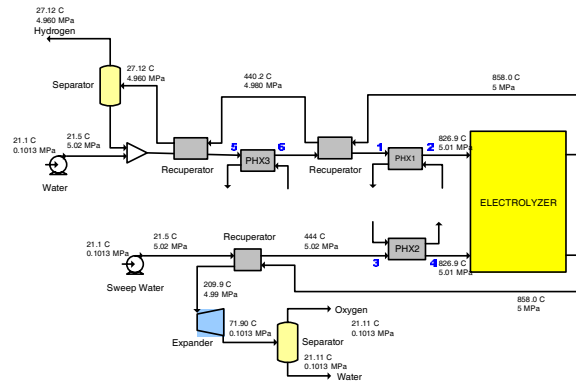 27.12 C
4.960 MPa
Hydrogen
Separator
27.12 C
4.960 MPa
440.2 C
4.980 MPa
858.0 C
5 MPa
21.1 C
0.1013 MPa
21.5 C
5.02 MPa
Water
Recuperator
5
6
PHX3
Recuperator
1
2
PHX1
826.9 C
5.01 MPa
ELECTROLYZER
21.1 C
0.1013 MPa
21.5 C
5.02 MPa
Sweep Water
Recuperator
444 C
5.02 MPa
PHX2
3
4
826.9 C
5.01 MPa
858.0 C
5 MPa
209.9 C
4.99 MPa
Expander
71.90 C
0.1013 MPa
Separator
Oxygen
21.11 C
0.1013 MPa
21.11 C
0.1013 MPa
Water